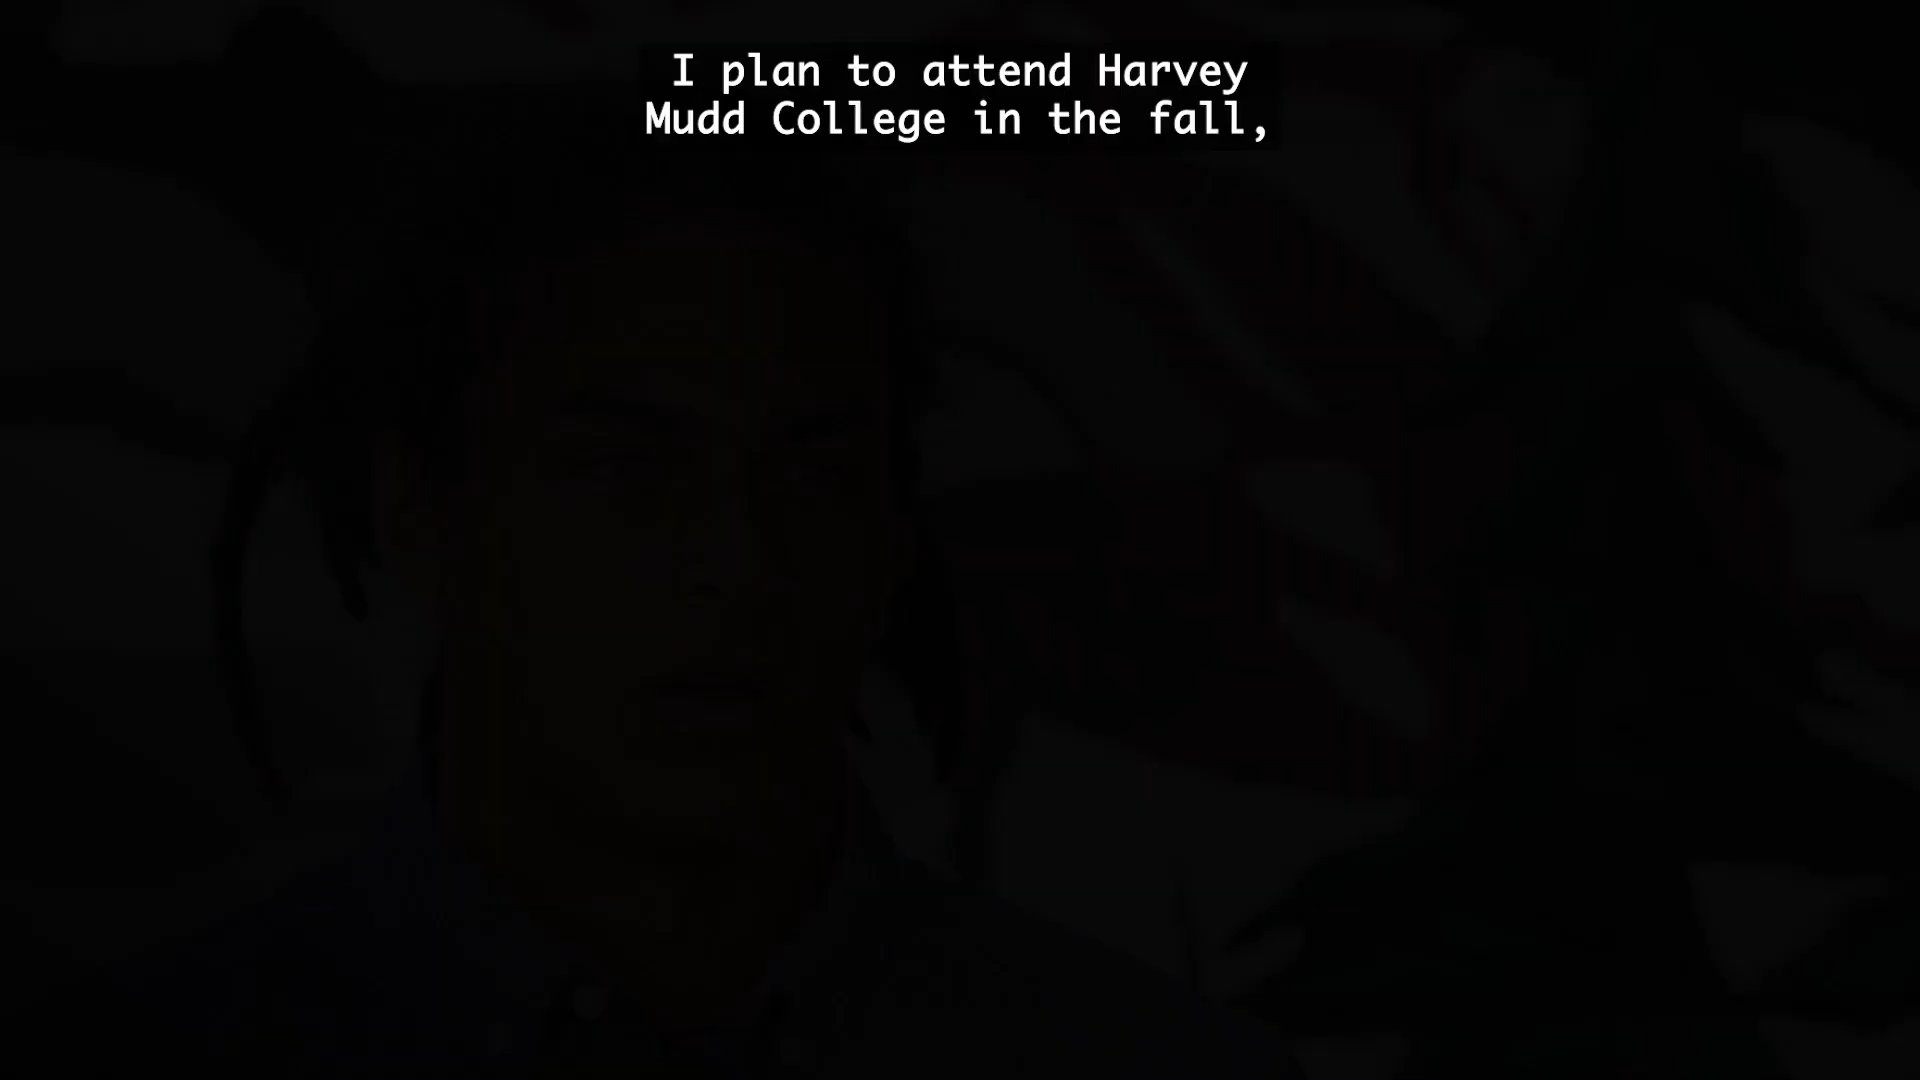 I plan to attend Harvey
Mudd College in the fall,